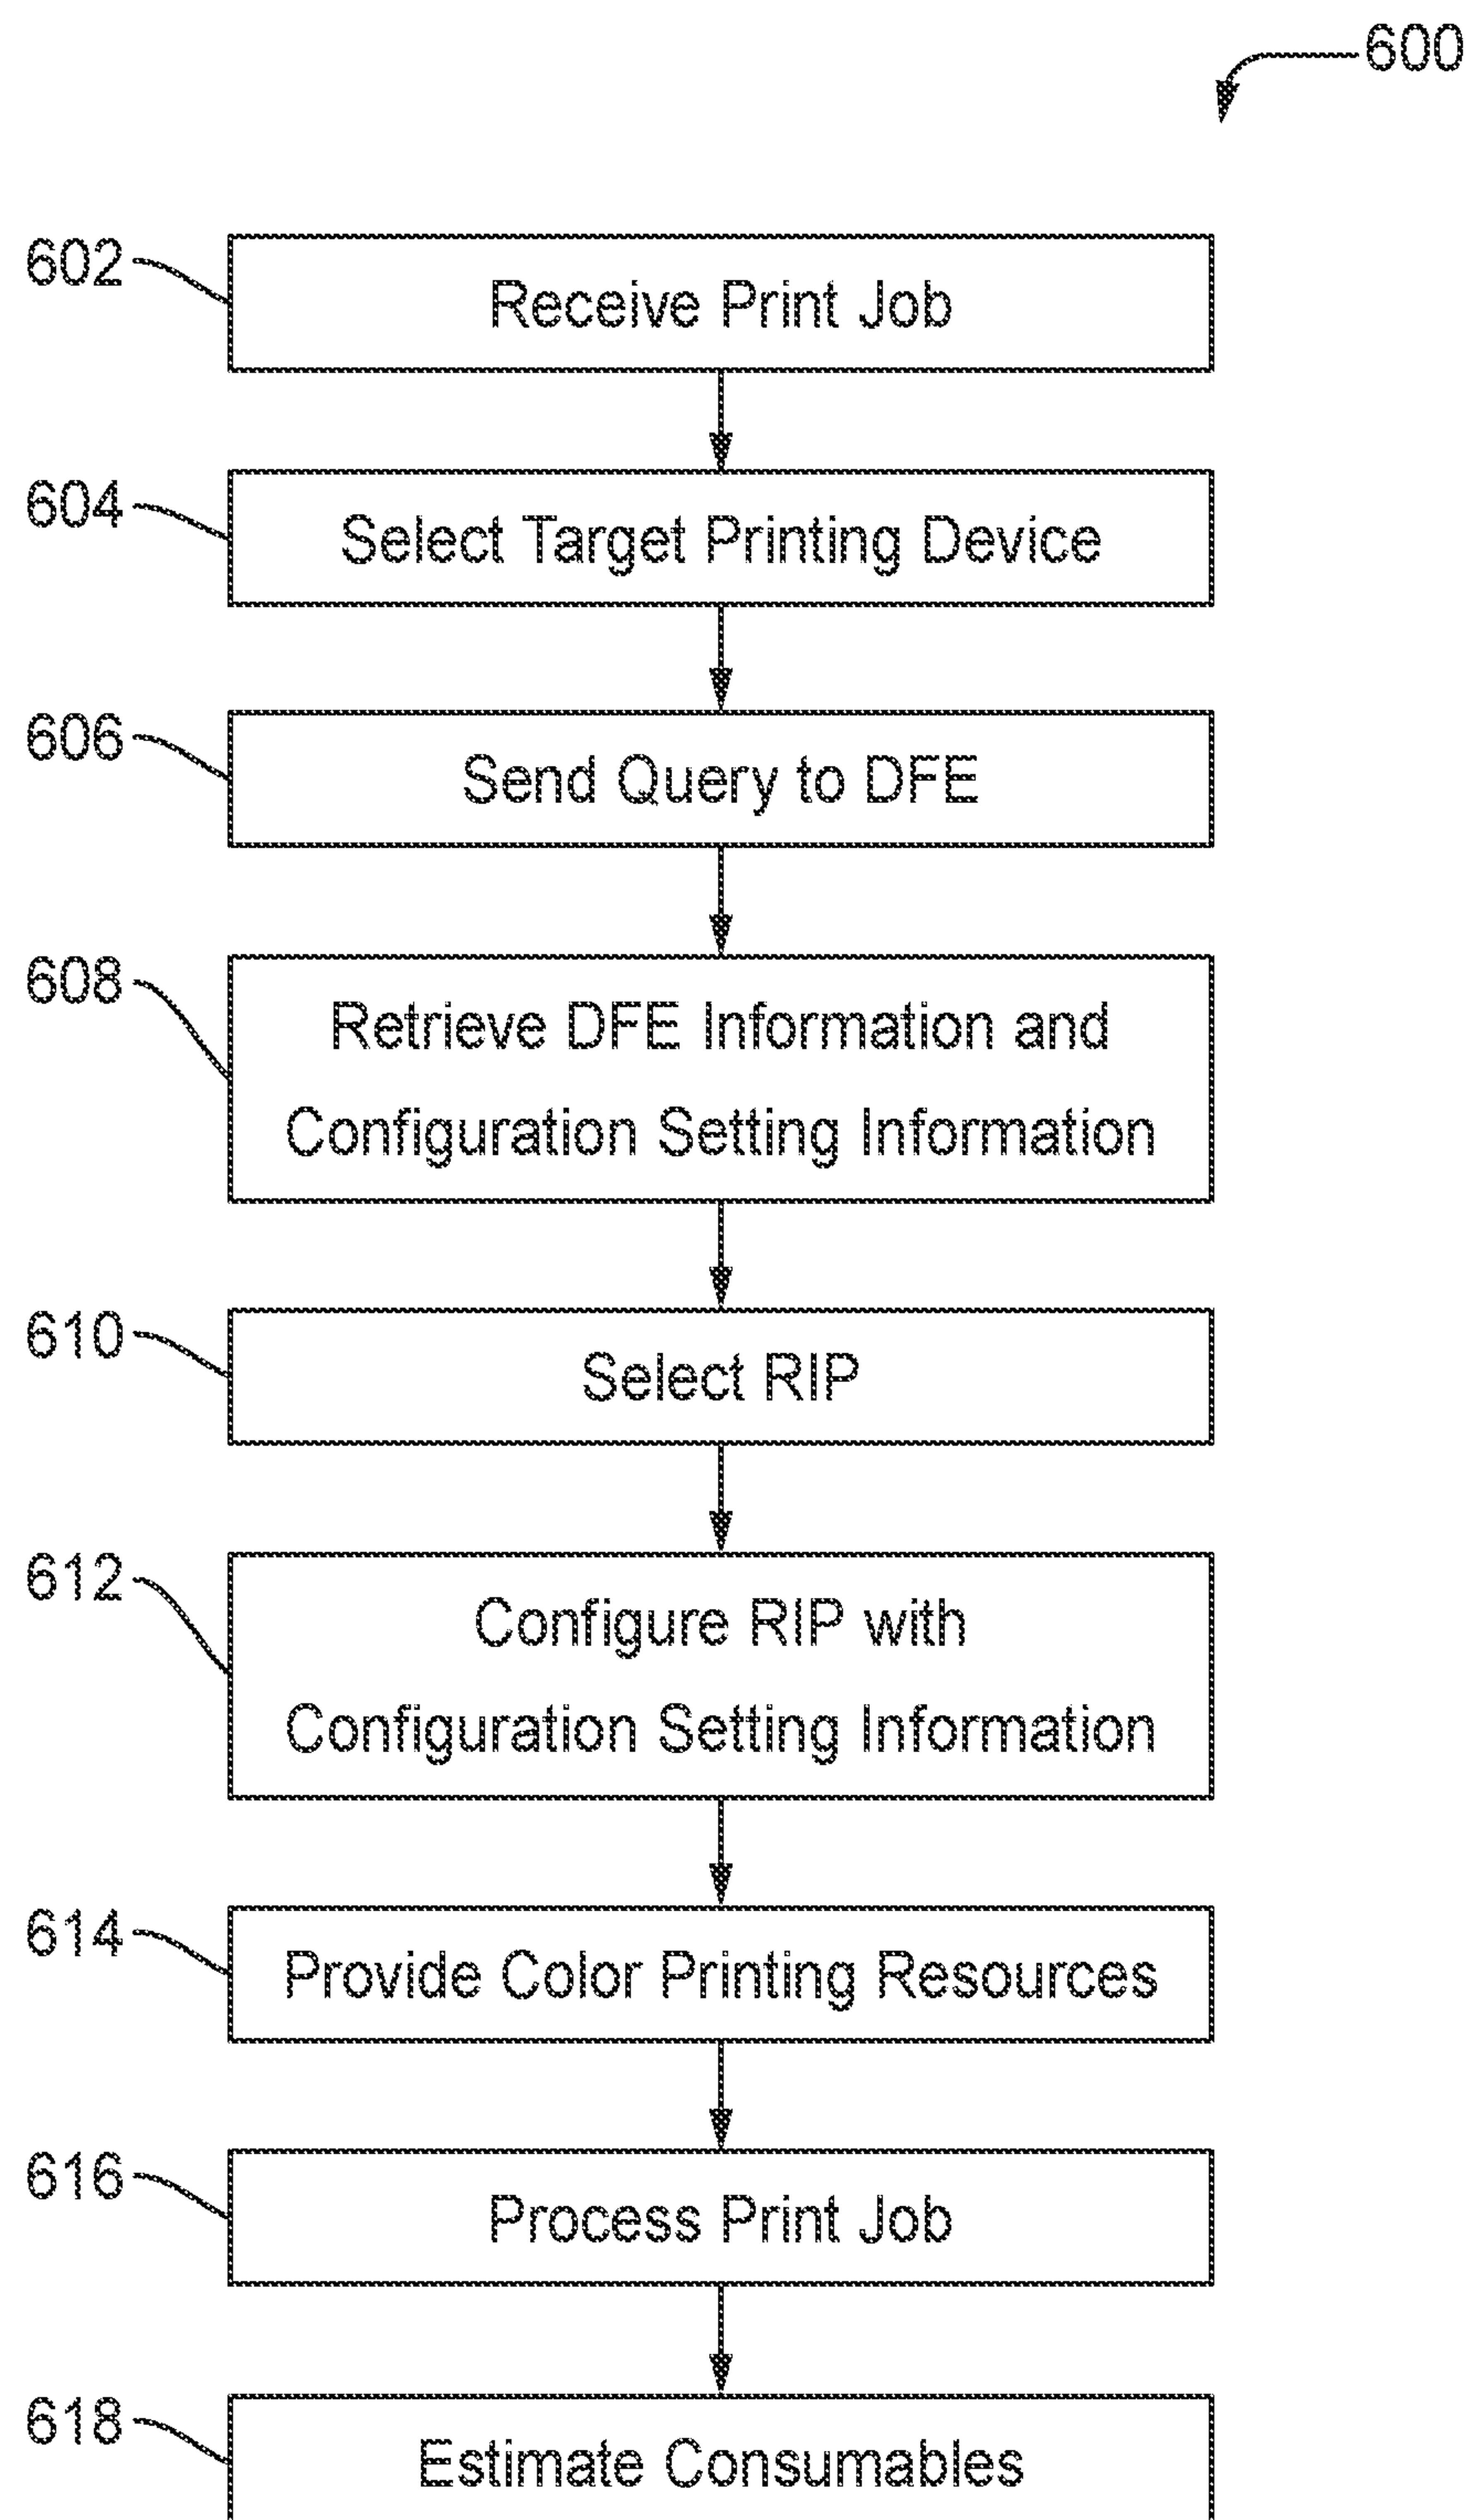 600
602
Receive Print Job
604
Select Target Printing Device
606
Send Query to DFE
608
Retrieve DFE Information and
Configuration Setting Information
610
Select RIP
612
Configure RIP with
Configuration Setting Information
614
Provide Color Printing Resources
616
Process Print Job
618
Estimate Consumables